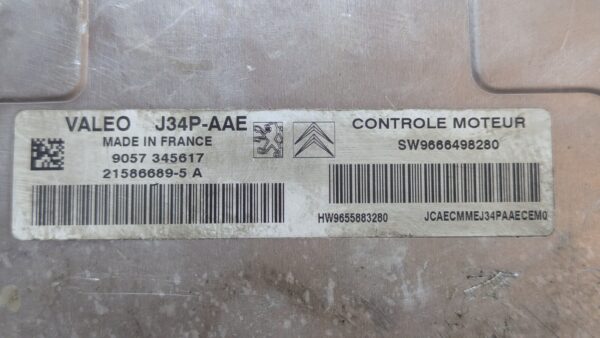 VALEO J34P-AAE
MADE IN FRANCE
9057 345617
21586689-5 A
CONTROLE MOTEUR
SW9666498280
HW9655883280
JCAECMMEJ34PAAECEM0